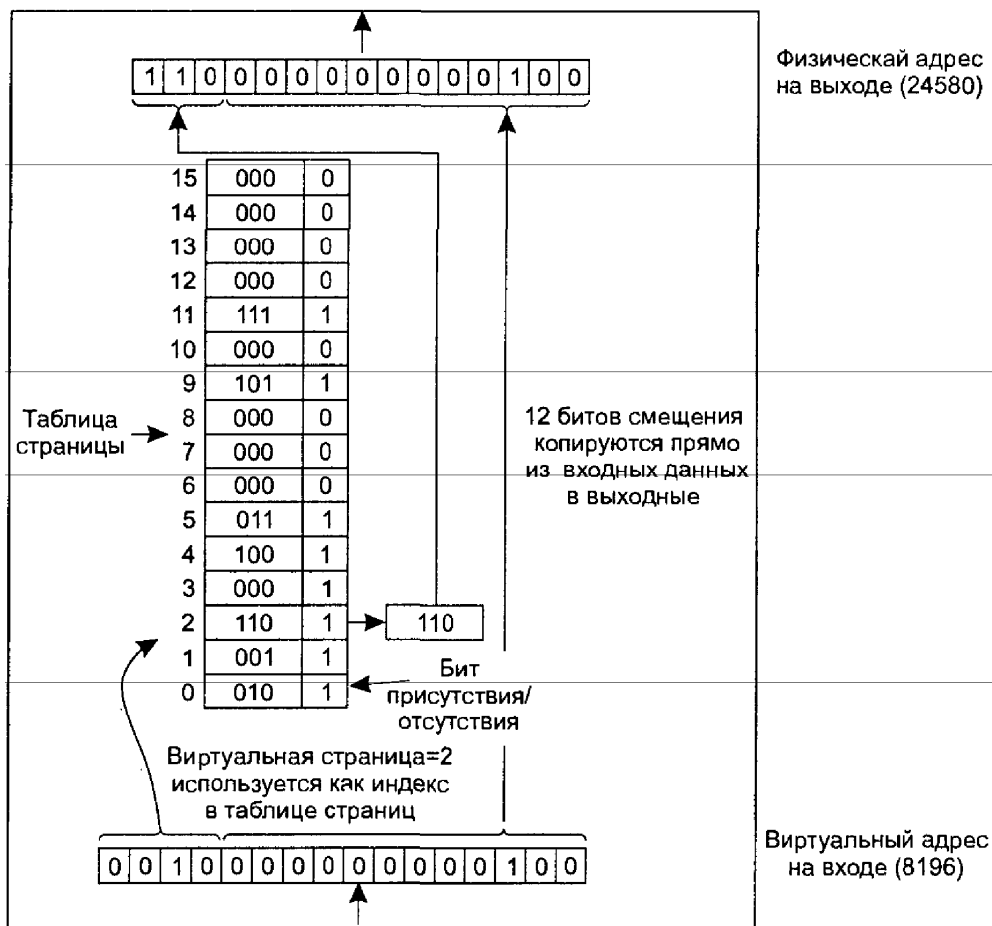 1 1 0 0 0 0 0 0 0 0 0 0 1 0 0
Физическай адрес
на выходе (24580)
15 000 0
14 000 0
13 000 0
12 000 0
11 111 1
10 000 0
9 101 1
8 000 0
7 000 0
6 000 0
5 011 1
4 100 1
3 000 1
2 110 1 110
1 001 1
0 010 1
Таблица
страницы
12 битов смещения
копируются прямо
из входных данных
в выходные
Бит
присутствия/
отсутствия
Виртуальная страница=2
используется как индекс
в таблице страниц
0 0 1 0 0 0 0 0 0 0 0 0 0 1 0 0
Виртуальный адрес
на входе (8196)